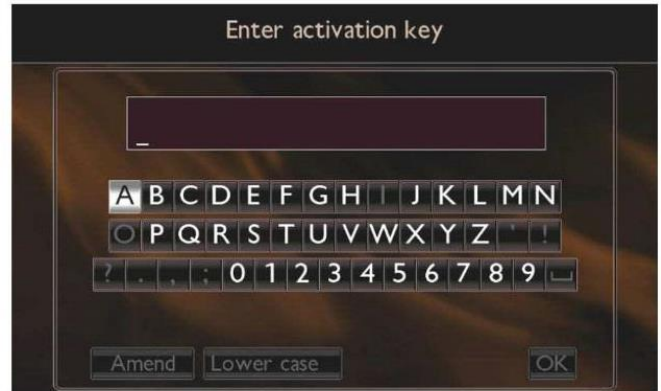 Enter activation key
_
A B C D E F G H I J K L M N
O P Q R S T U V W X Y Z ' !
? . , ; 0 1 2 3 4 5 6 7 8 9 ␣
Amend Lower case OK